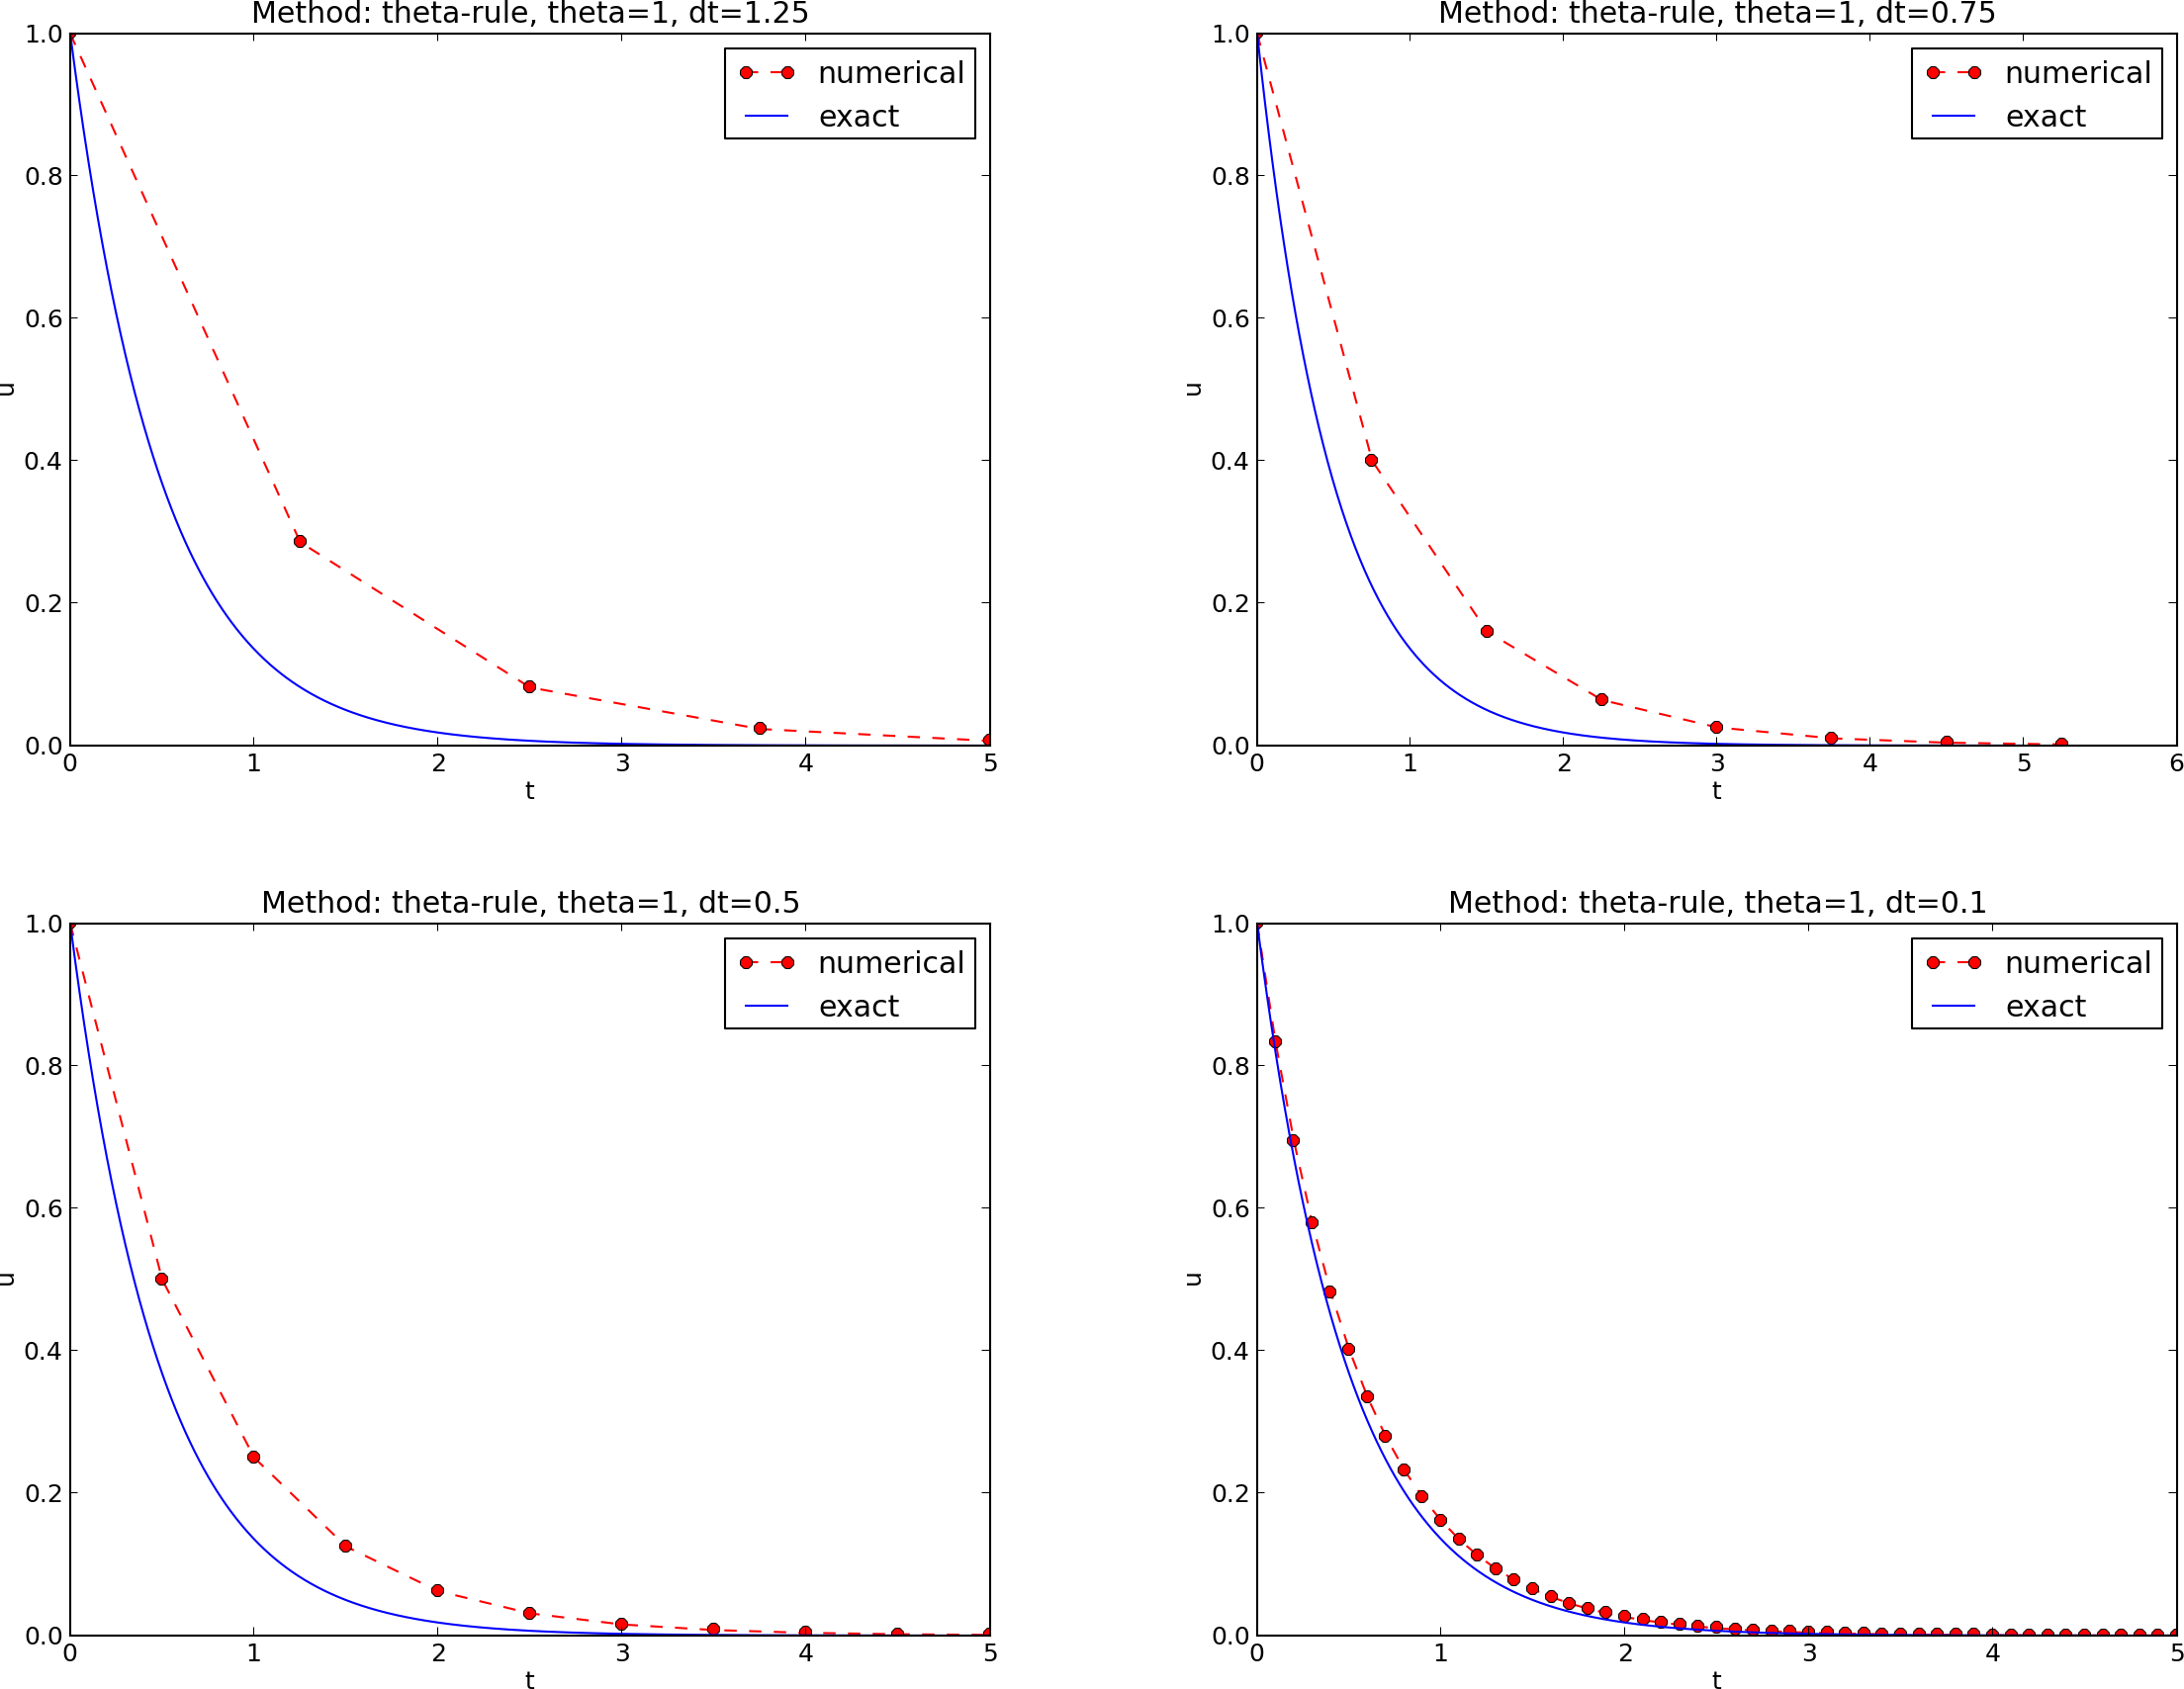 Method: theta-rule, theta=1, dt=1.25
1.0
0.8
0.6
0.4
0.2
0.0
u
numerical
exact
0 1 2 3 4 5
t
Method: theta-rule, theta=1, dt=0.75
1.0
0.8
0.6
0.4
0.2
0.0
u
numerical
exact
0 1 2 3 4 5 6
t
Method: theta-rule, theta=1, dt=0.5
1.0
0.8
0.6
0.4
0.2
0.0
u
numerical
exact
0 1 2 3 4 5
t
Method: theta-rule, theta=1, dt=0.1
1.0
0.8
0.6
0.4
0.2
0.0
u
numerical
exact
0 1 2 3 4 5
t